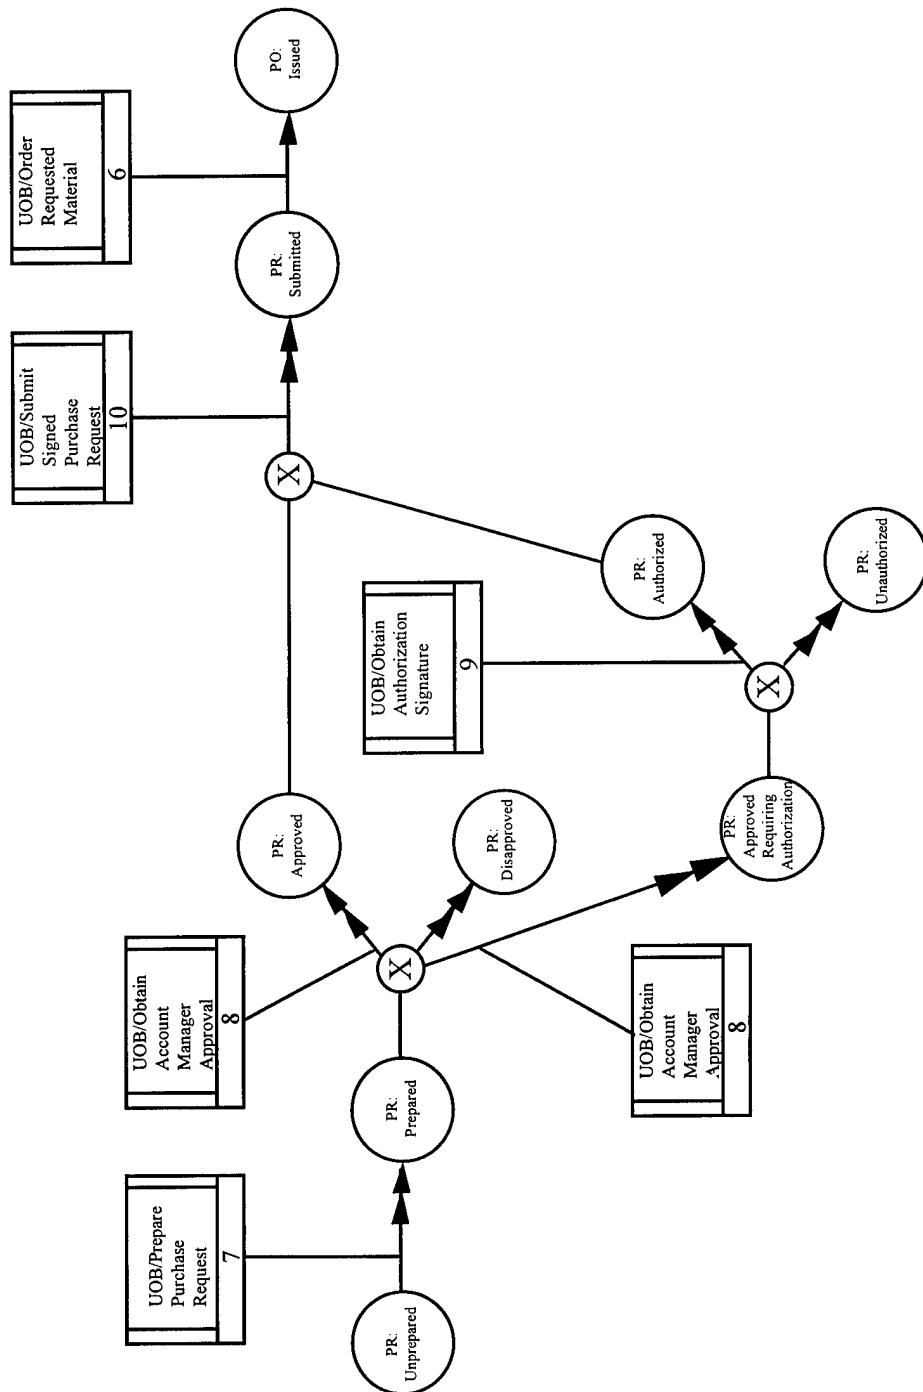 UOB/Order
Requested
Material
6
PO:
Issued
PR:
Submitted
UOB/Submit
Signed
Purchase
Request
10
X
UOB/Obtain
Authorization
Signature
9
PR:
Authorized
PR:
Unauthorized
X
PR:
Approved
PR:
Disapproved
PR:
Approved
Requiring
Authorization
UOB/Obtain
Account
Manager
Approval
8
X
PR:
Prepared
UOB/Obtain
Account
Manager
Approval
8
UOB/Prepare
Purchase
Request
7
PR:
Unprepared